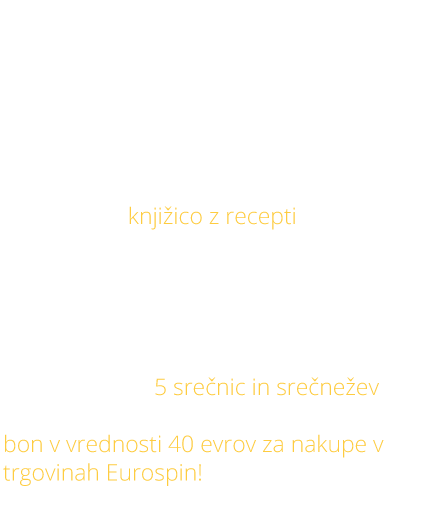 knjižico z recepti
5 srečnic in srečnežev
bon v vrednosti 40 evrov za nakupe v
trgovinah Eurospin!